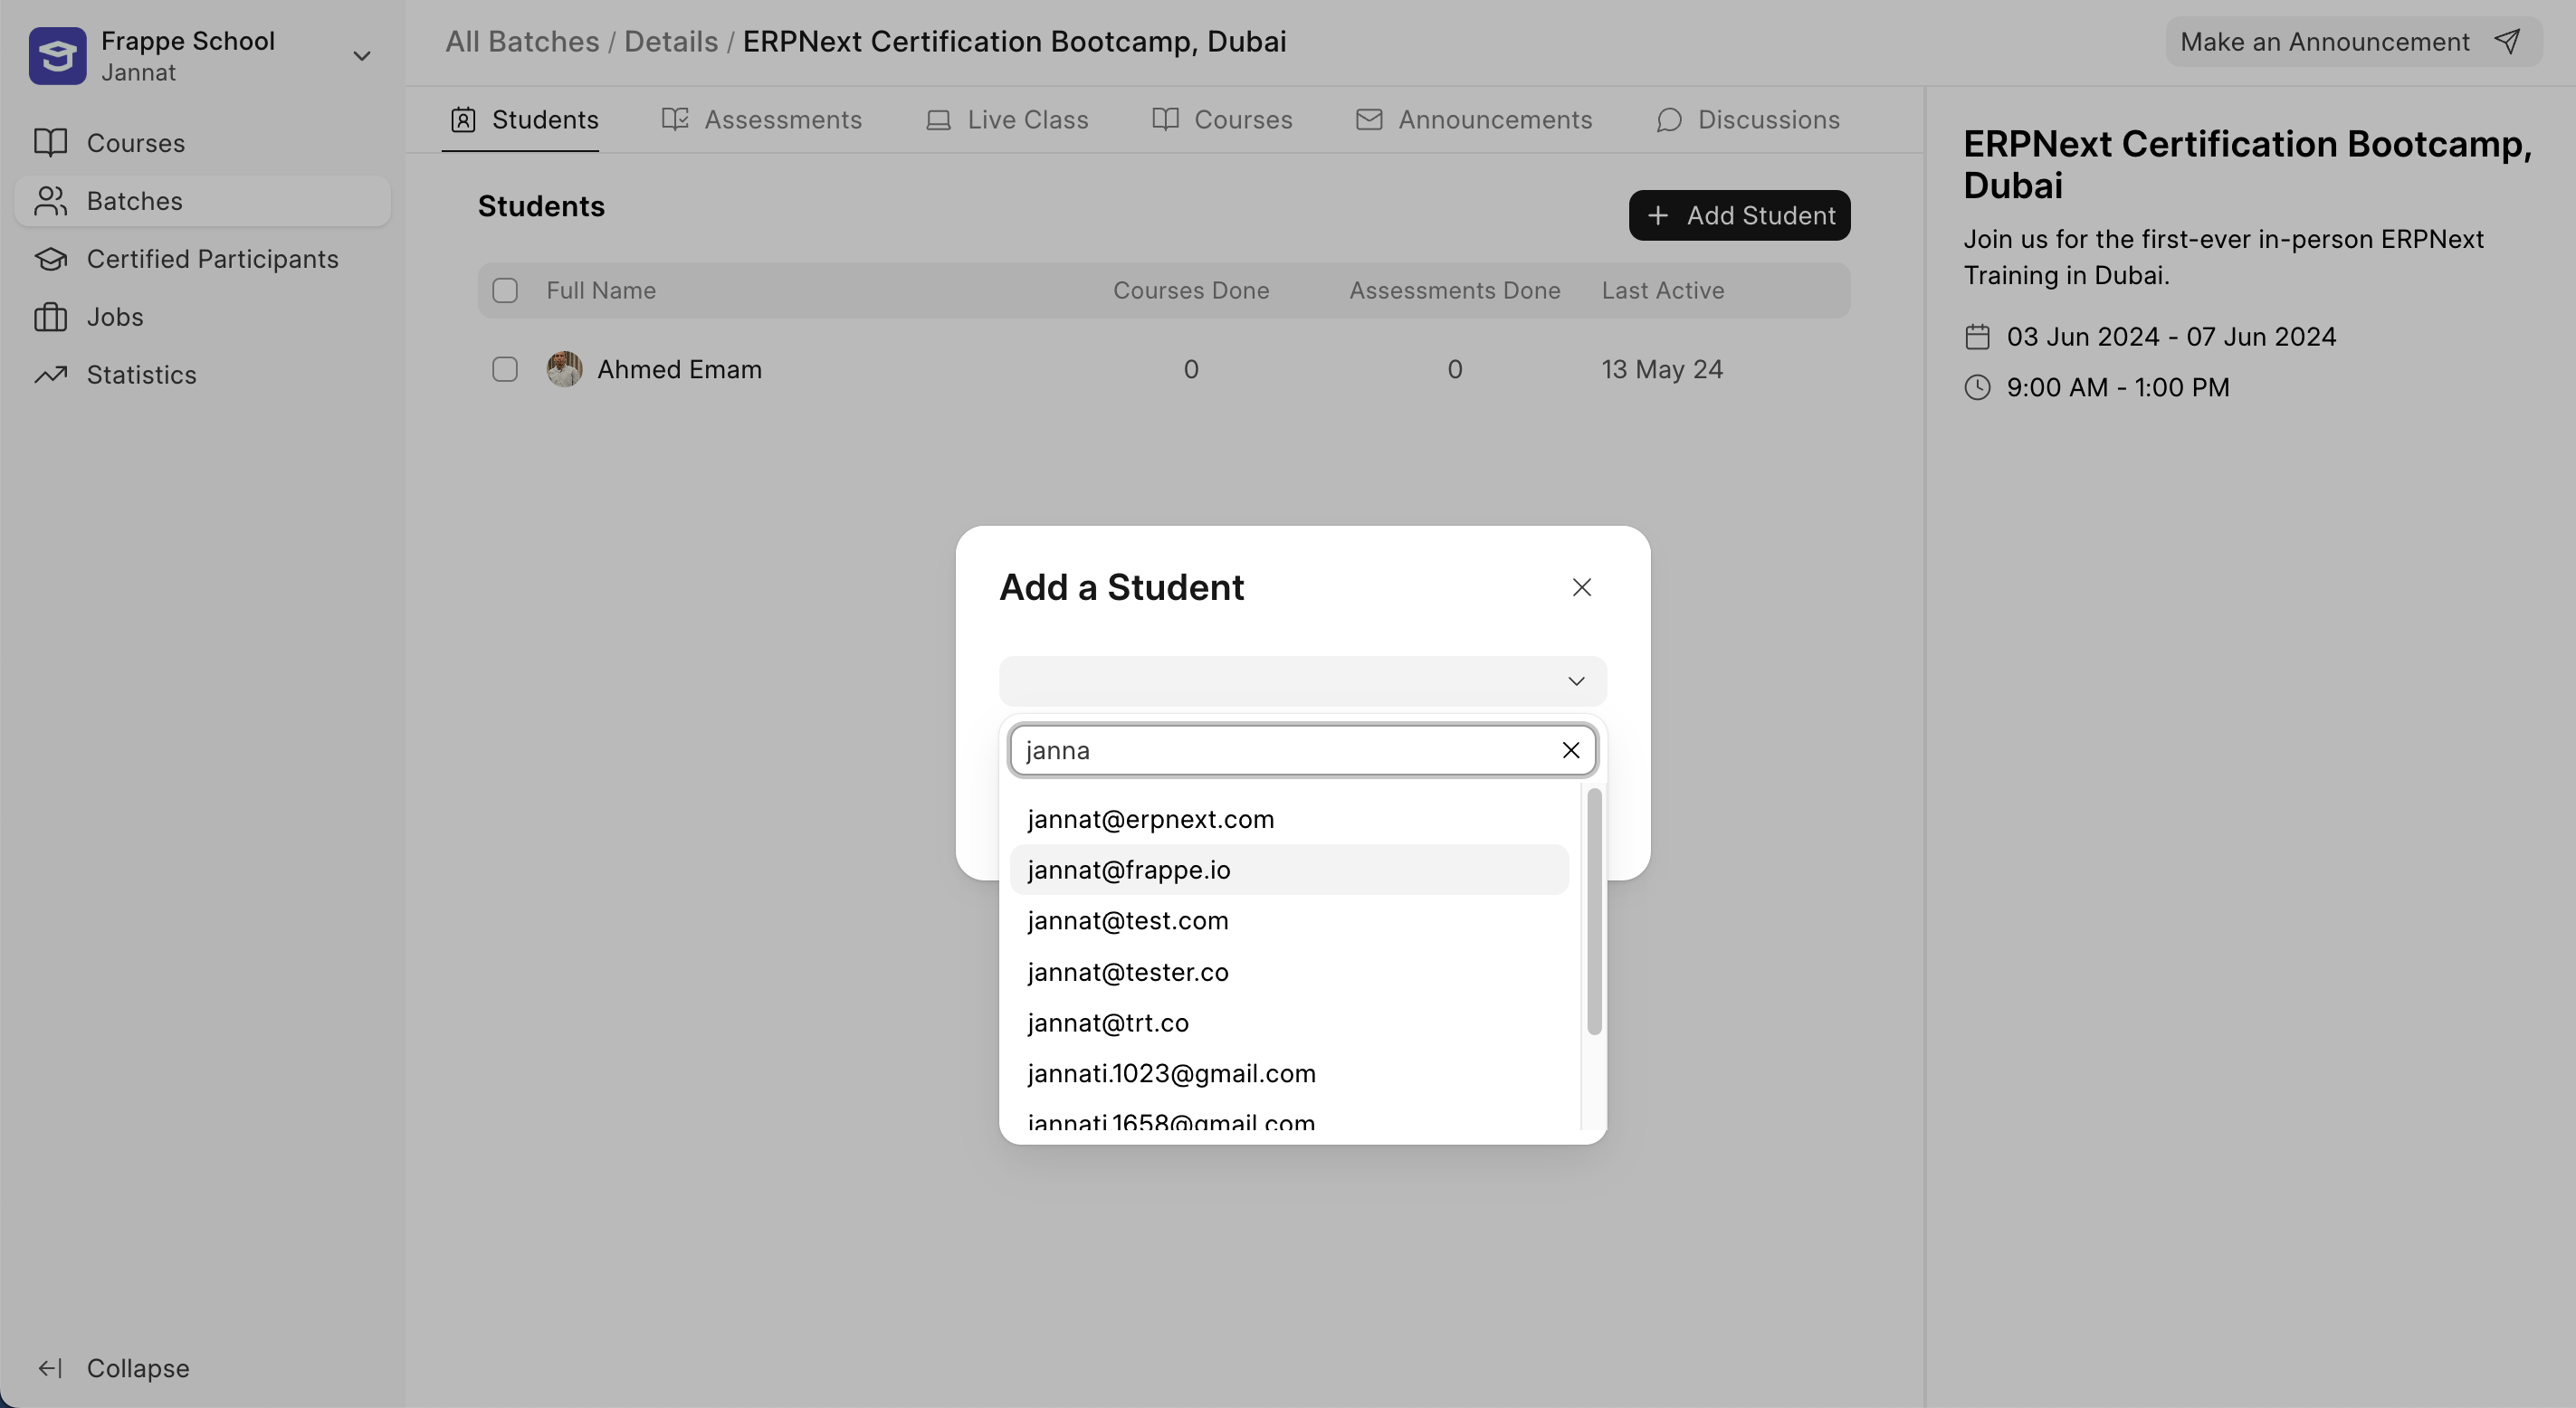 Frappe School
Jannat
Courses
Batches
Certified Participants
Jobs
Statistics
Collapse
All Batches / Details / ERPNext Certification Bootcamp, Dubai
Make an Announcement
Students
Assessments
Live Class
Courses
Announcements
Discussions
Students
Add Student
Full Name
Courses Done
Assessments Done
Last Active
Ahmed Emam
0
0
13 May 24
Add a Student
janna
jannat@erpnext.com
jannat@frappe.io
jannat@test.com
jannat@tester.co
jannat@trt.co
jannati.1023@gmail.com
jannati.1658@gmail.com
ERPNext Certification Bootcamp,
Dubai
Join us for the first-ever in-person ERPNext
Training in Dubai.
03 Jun 2024 - 07 Jun 2024
9:00 AM - 1:00 PM